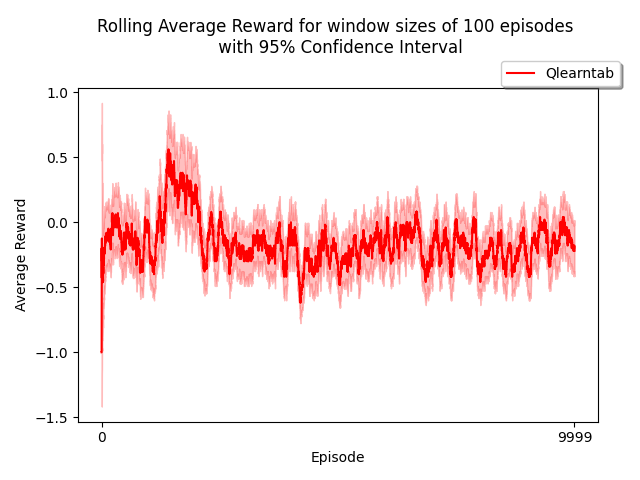 Rolling Average Reward for window sizes of 100 episodes
with 95% Confidence Interval
Qlearntab
1.0
0.5
0.0
−0.5
−1.0
−1.5
Average Reward
0
9999
Episode